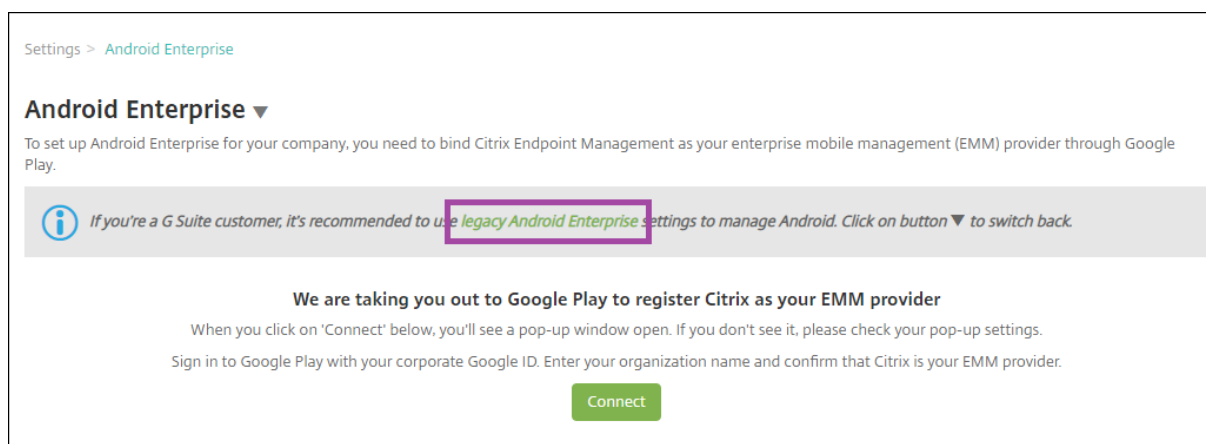 Settings > Android Enterprise
Android Enterprise ▼
To set up Android Enterprise for your company, you need to bind Citrix Endpoint Management as your enterprise mobile management (EMM) provider through Google
Play.
If you're a G Suite customer, it's recommended to use legacy Android Enterprise settings to manage Android. Click on button ▼ to switch back.
We are taking you out to Google Play to register Citrix as your EMM provider
When you click on 'Connect' below, you'll see a pop-up window open. If you don't see it, please check your pop-up settings.
Sign in to Google Play with your corporate Google ID. Enter your organization name and confirm that Citrix is your EMM provider.
Connect